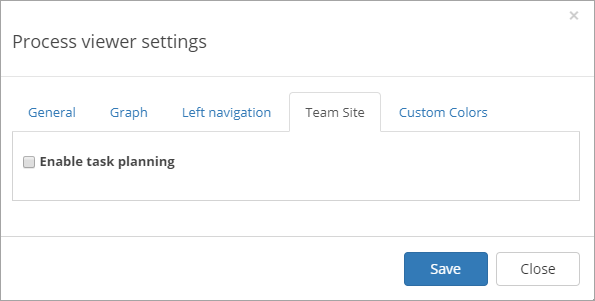 ×
Process viewer settings
General Graph Left navigation Team Site Custom Colors
Enable task planning
Save Close